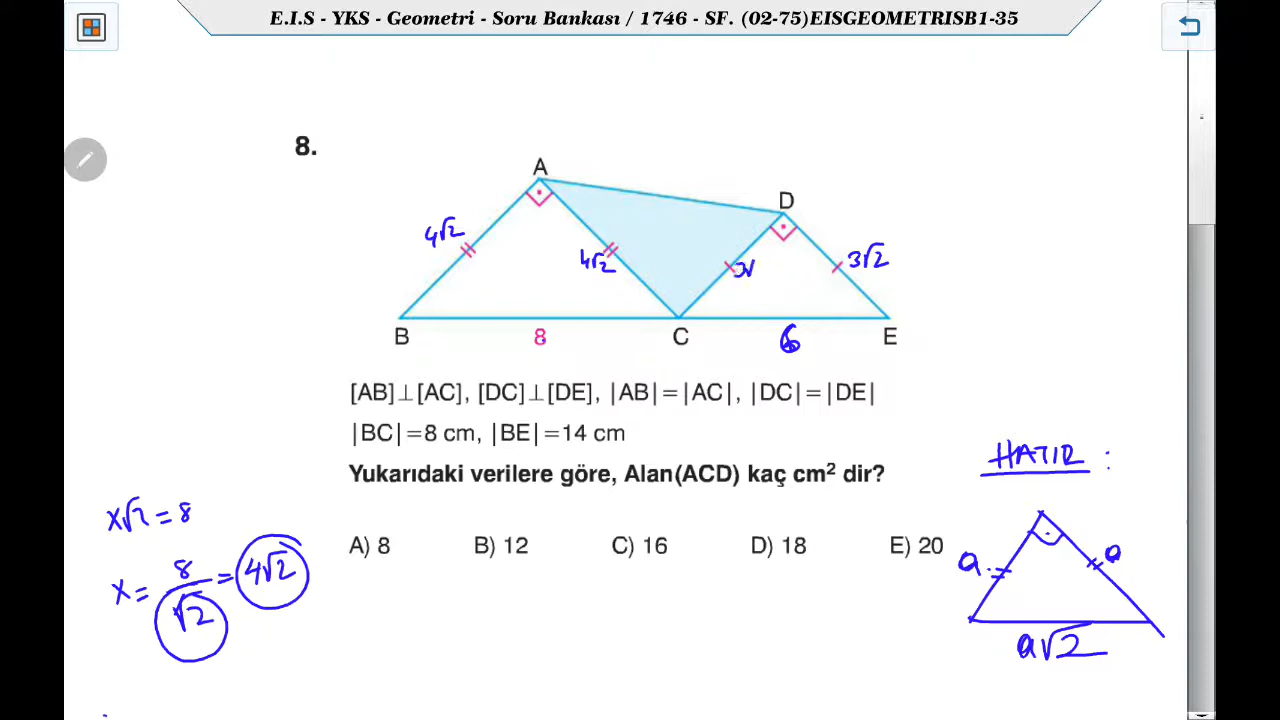 E.I.S - YKS - Geometri - Soru Bankası / 1746 - SF. (02-75)EISGEOMETRISB1-35
8.
A
D
4√2
4√2
3√
3√2
B
8
C
6
E
[AB]⊥[AC], [DC]⊥[DE], |AB|=|AC|, |DC|=|DE|
|BC|=8 cm, |BE|=14 cm
Yukarıdaki verilere göre, Alan(ACD) kaç cm² dir?
A) 8 B) 12 C) 16 D) 18 E) 20
HATIR :
x√2 = 8
x = 8/√2 = 4√2
a
a
a√2